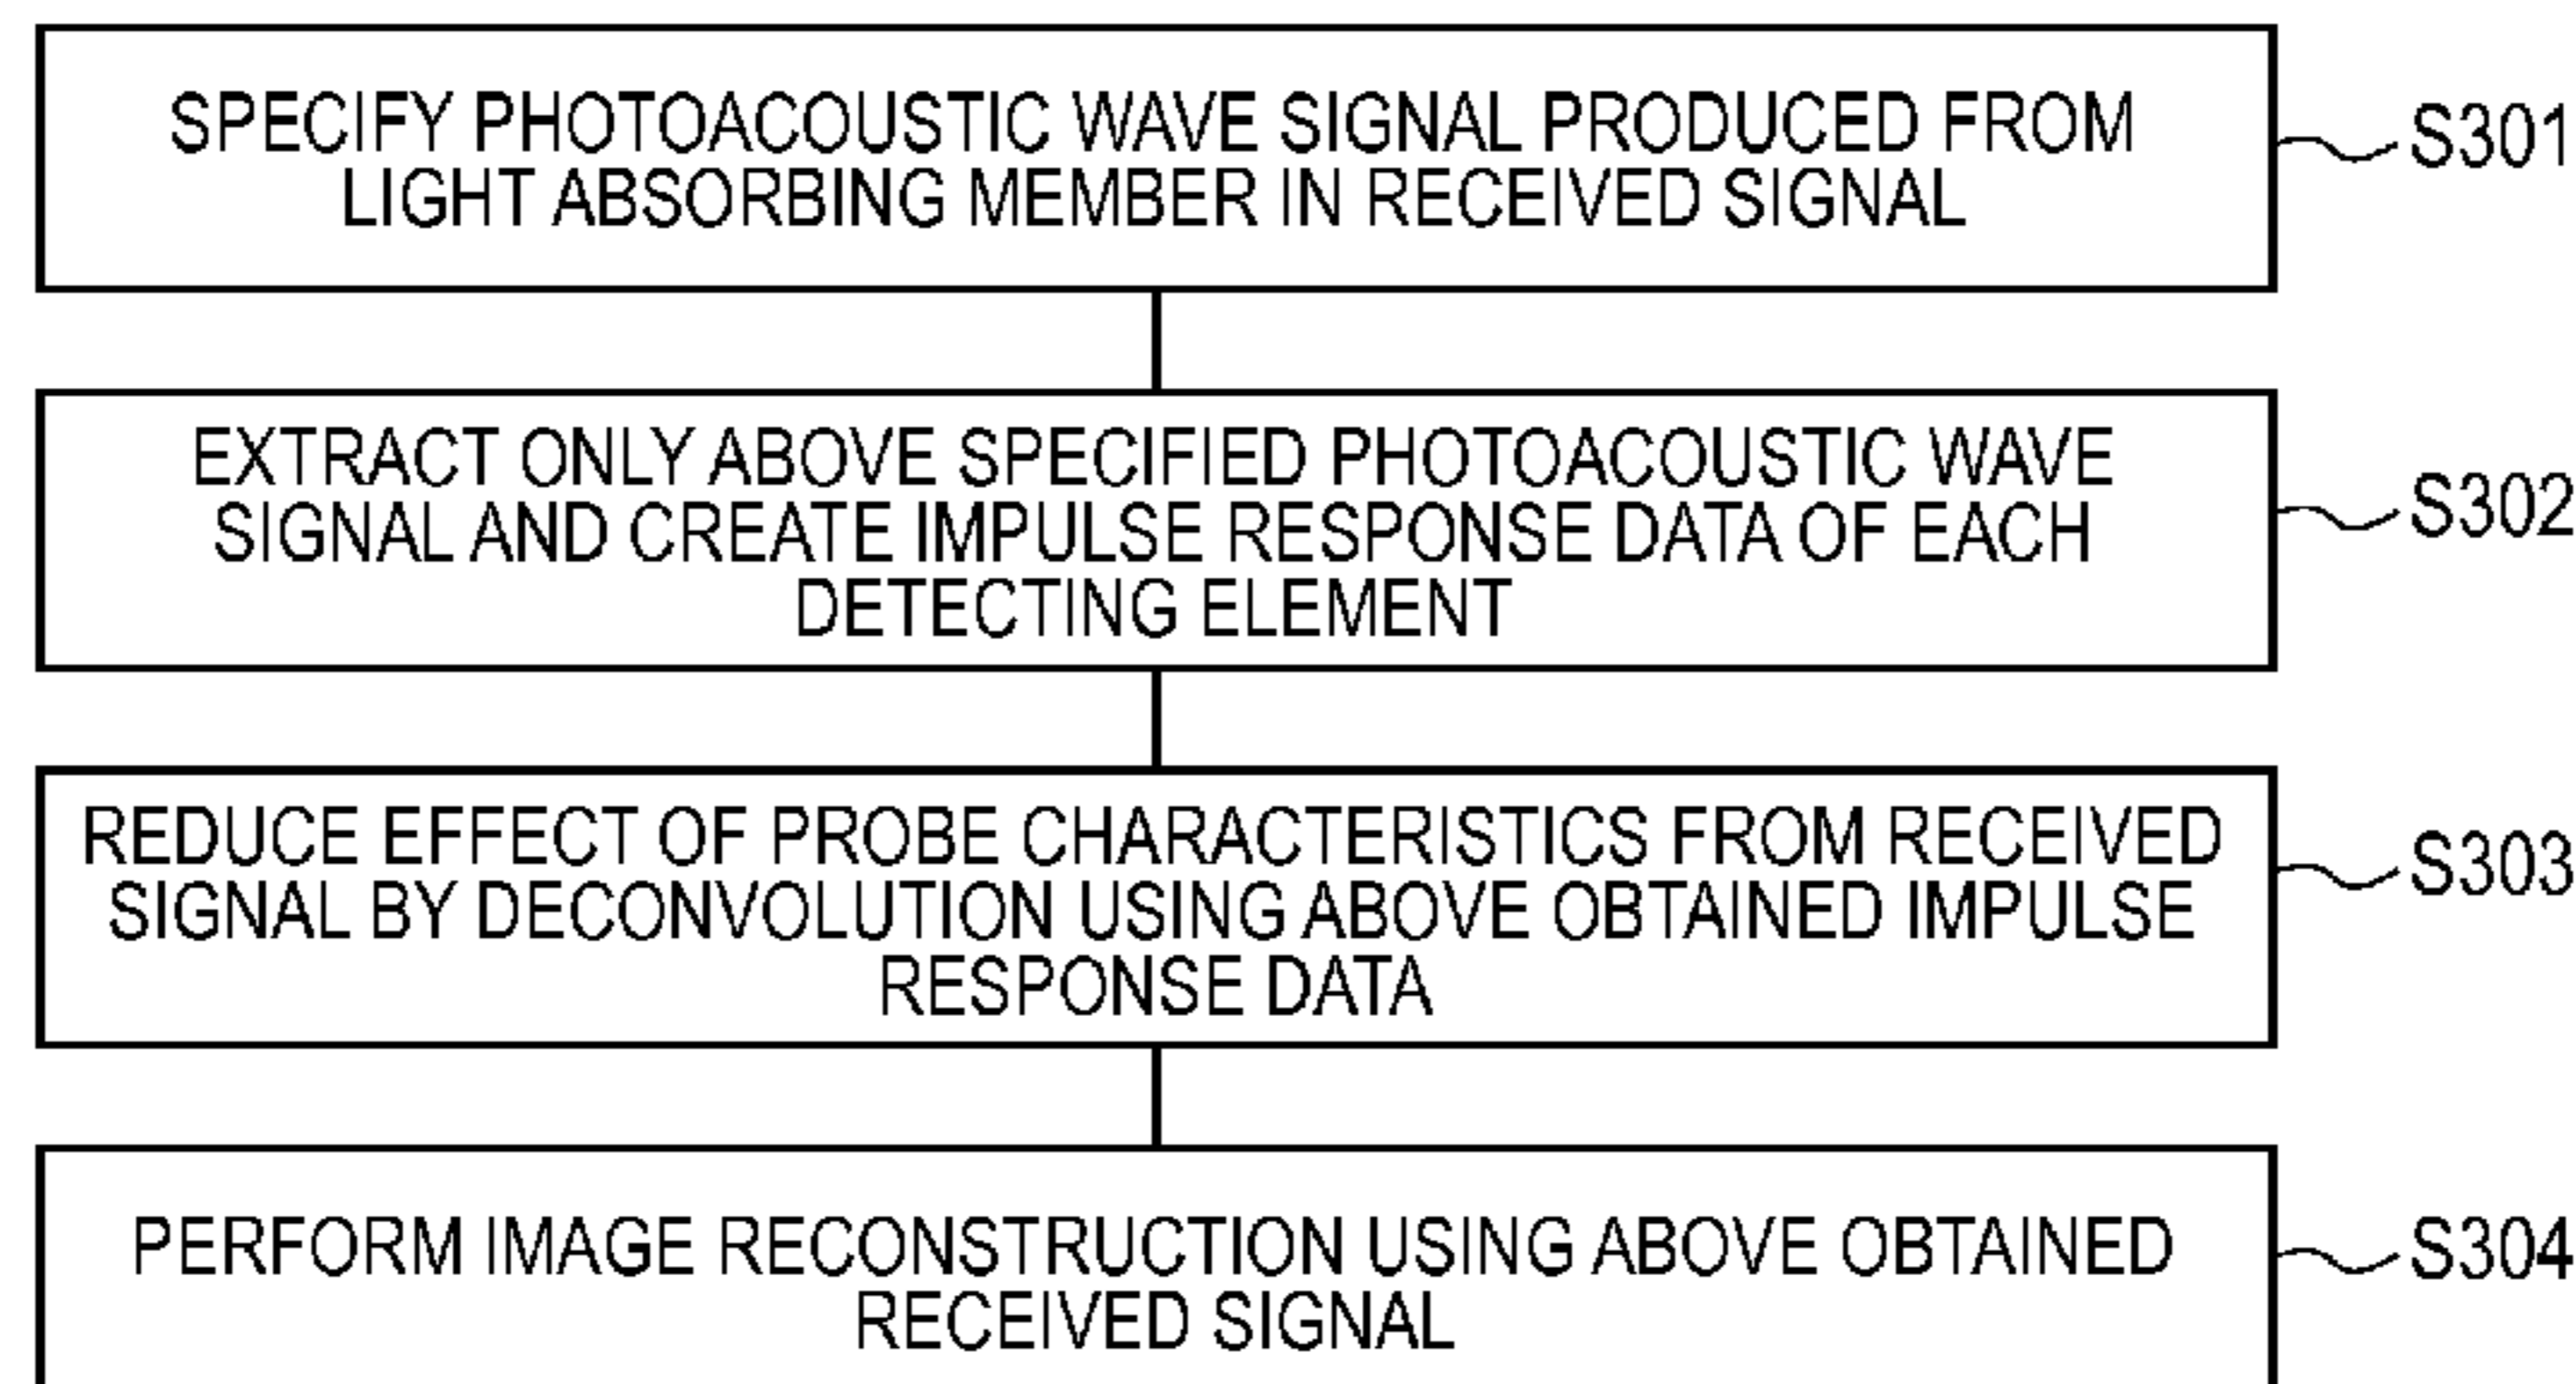 SPECIFY PHOTOACOUSTIC WAVE SIGNAL PRODUCED FROM
LIGHT ABSORBING MEMBER IN RECEIVED SIGNAL
S301
EXTRACT ONLY ABOVE SPECIFIED PHOTOACOUSTIC WAVE
SIGNAL AND CREATE IMPULSE RESPONSE DATA OF EACH
DETECTING ELEMENT
S302
REDUCE EFFECT OF PROBE CHARACTERISTICS FROM RECEIVED
SIGNAL BY DECONVOLUTION USING ABOVE OBTAINED IMPULSE
RESPONSE DATA
S303
PERFORM IMAGE RECONSTRUCTION USING ABOVE OBTAINED
RECEIVED SIGNAL
S304